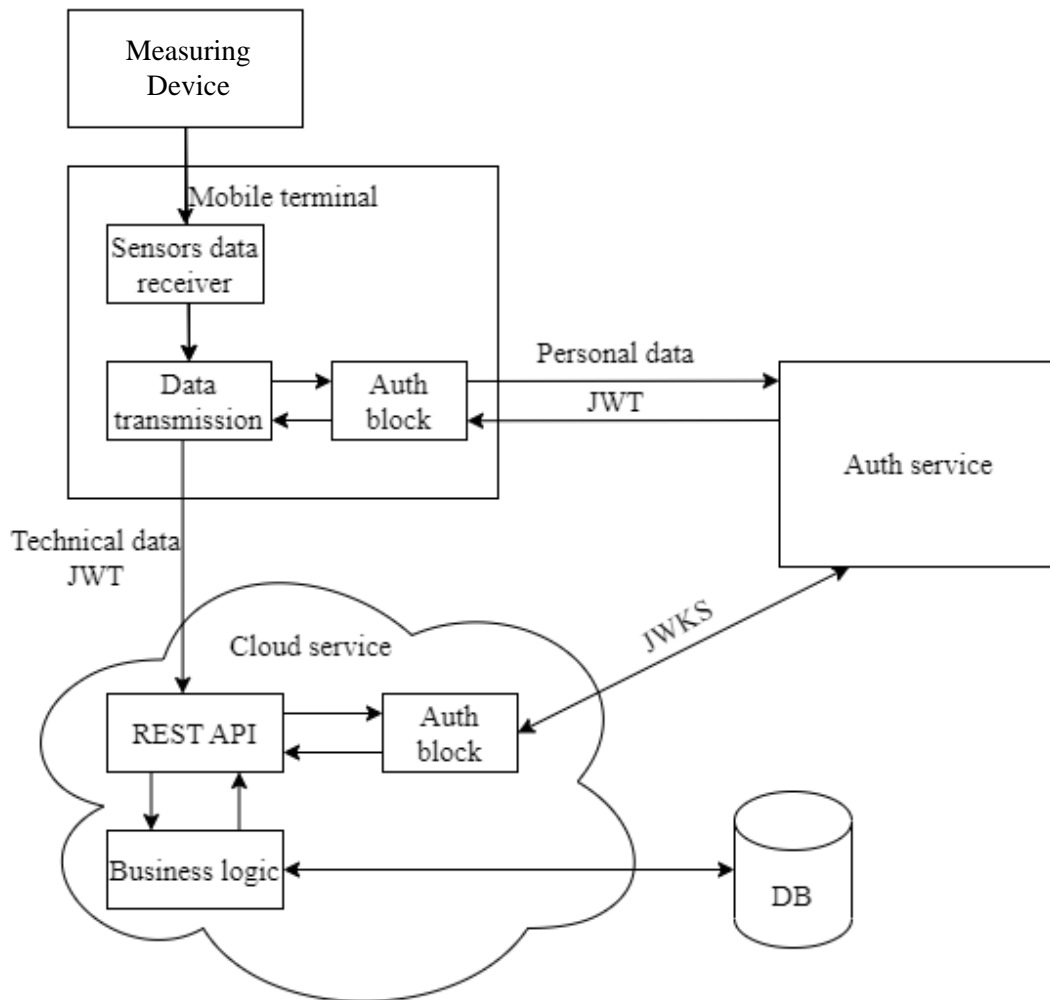 Measuring
Device
Mobile terminal
Sensors data
receiver
Data
transmission
Auth
block
Personal data
JWT
Auth service
Technical data
JWT
Cloud service
JWKS
REST API
Auth
block
Business logic
DB